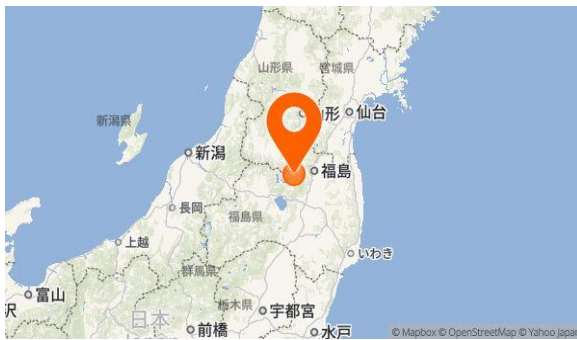 山形県
宮城県
形
仙台
新潟県
新潟
福島
長岡
福島県
上越
いわき
群馬県
富山
沢
栃木県
日本
宇都宮
前橋
水戸
© Mapbox © OpenStreetMap © Yahoo Japan